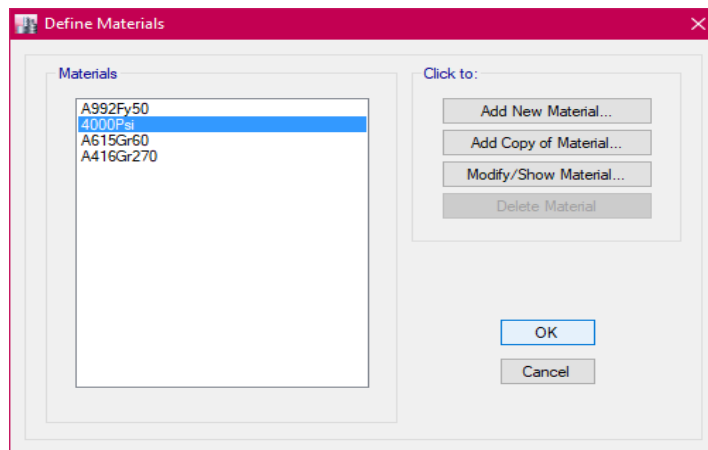 Define Materials
Materials
A992Fy50
4000Psi
A615Gr60
A416Gr270
Click to:
Add New Material...
Add Copy of Material...
Modify/Show Material...
Delete Material
OK
Cancel